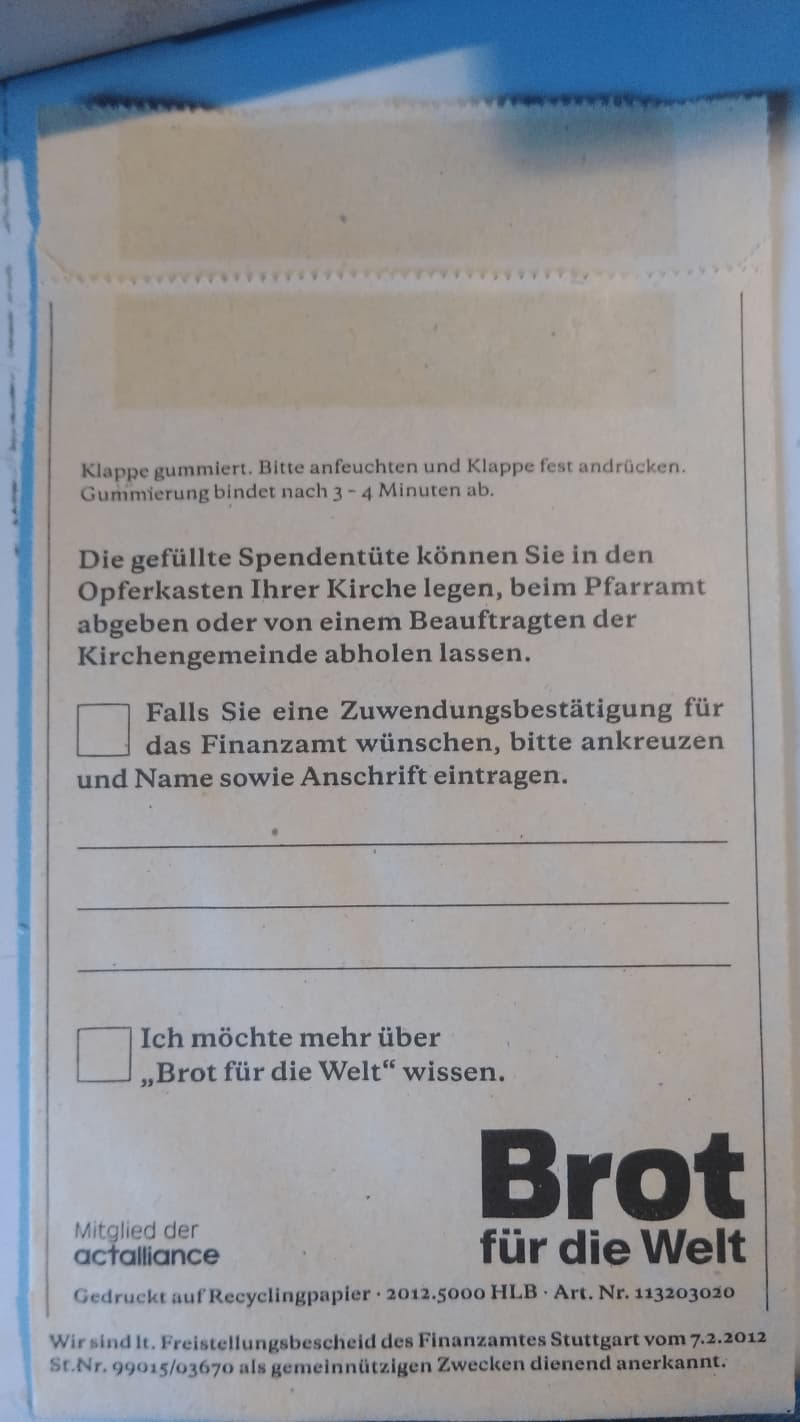 Klappe gummiert. Bitte anfeuchten und Klappe fest andrücken.
Gummierung bindet nach 3 - 4 Minuten ab.
Die gefüllte Spendentüte können Sie in den
Opferkasten Ihrer Kirche legen, beim Pfarramt
abgeben oder von einem Beauftragten der
Kirchengemeinde abholen lassen.
Falls Sie eine Zuwendungsbestätigung für
das Finanzamt wünschen, bitte ankreuzen
und Name sowie Anschrift eintragen.
Ich möchte mehr über
„Brot für die Welt“ wissen.
Brot
für die Welt
Mitglied der
actalliance
Gedruckt auf Recyclingpapier · 2012.5000 HLB · Art. Nr. 113203020
Wir sind lt. Freistellungsbescheid des Finanzamtes Stuttgart vom 7.2.2012
St.Nr. 99015/03670 als gemeinnützigen Zwecken dienend anerkannt.